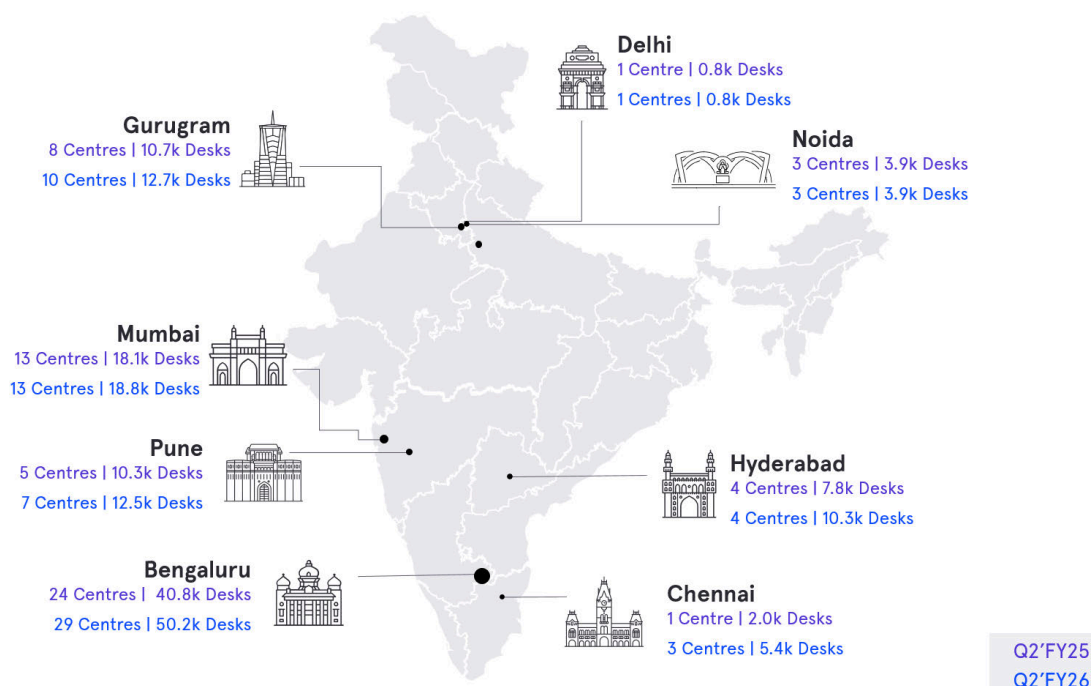 Delhi
1 Centre | 0.8k Desks
1 Centres | 0.8k Desks
Gurugram
8 Centres | 10.7k Desks
10 Centres | 12.7k Desks
Noida
3 Centres | 3.9k Desks
3 Centres | 3.9k Desks
Mumbai
13 Centres | 18.1k Desks
13 Centres | 18.8k Desks
Pune
5 Centres | 10.3k Desks
7 Centres | 12.5k Desks
Hyderabad
4 Centres | 7.8k Desks
4 Centres | 10.3k Desks
Bengaluru
24 Centres | 40.8k Desks
29 Centres | 50.2k Desks
Chennai
1 Centre | 2.0k Desks
3 Centres | 5.4k Desks
Q2'FY25
Q2'FY26